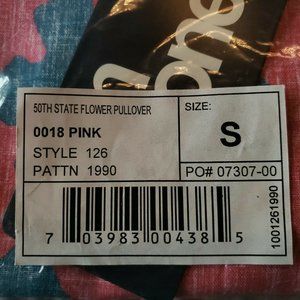 50TH STATE FLOWER PULLOVER
0018 PINK
STYLE 126
PATTN 1990
SIZE:
S
PO# 07307-00
7 03983 00438 5
1001261990